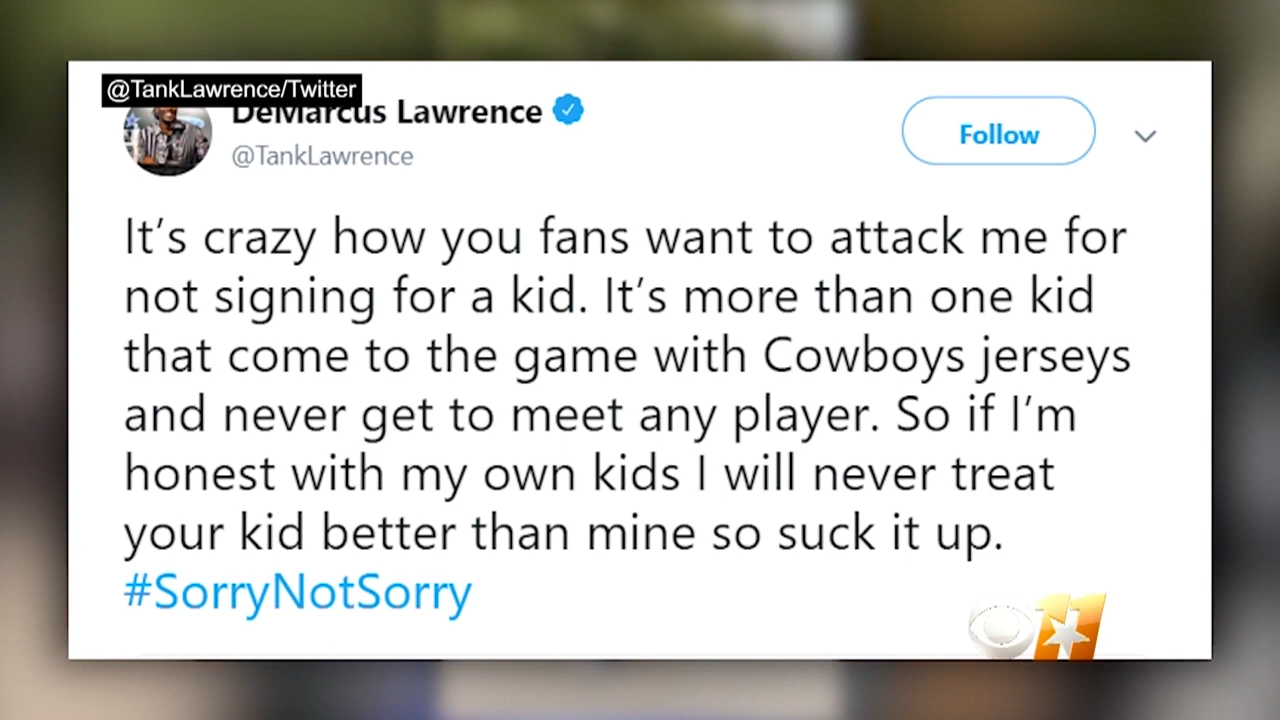 @TankLawrence/Twitter
DeMarcus Lawrence
@TankLawrence
Follow
It's crazy how you fans want to attack me for
not signing for a kid. It's more than one kid
that come to the game with Cowboys jerseys
and never get to meet any player. So if I'm
honest with my own kids I will never treat
your kid better than mine so suck it up.
#SorryNotSorry
11